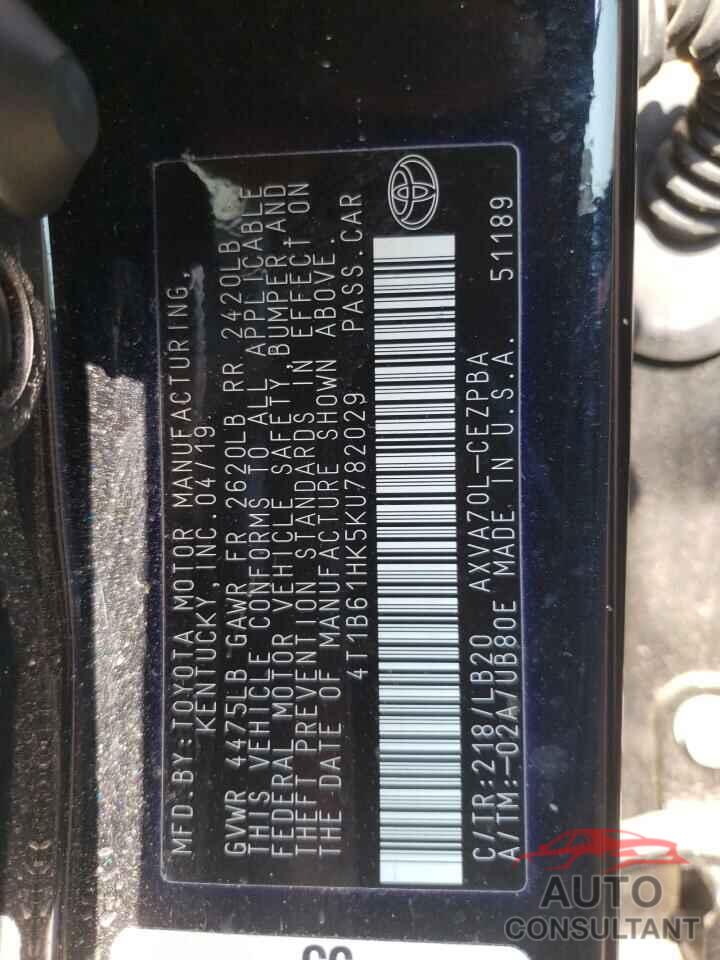 MFD.BY:TOYOTA MOTOR MANUFACTURING,
KENTUCKY,INC. 04/19
GVWR 4475LB GAWR FR 2620LB RR 2420LB
THIS VEHICLE CONFORMS TO ALL APPLICABLE
FEDERAL MOTOR VEHICLE SAFETY, BUMPER,AND
THEFT PREVENTION STANDARDS IN EFFECT ON
THE DATE OF MANUFACTURE SHOWN ABOVE.
4T1B61HK5KU782029 PASS.CAR
C/TR:218/LB20 AXVA70L-CEZPBA
A/TM:-02A/UB80E MADE IN U.S.A. 51189
AUTO
CONSULTANT